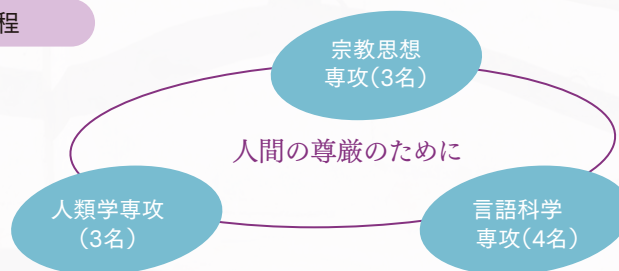 程
宗教思想
専攻(3名)
人間の尊厳のために
人類学専攻
(3名)
言語科学
専攻(4名)